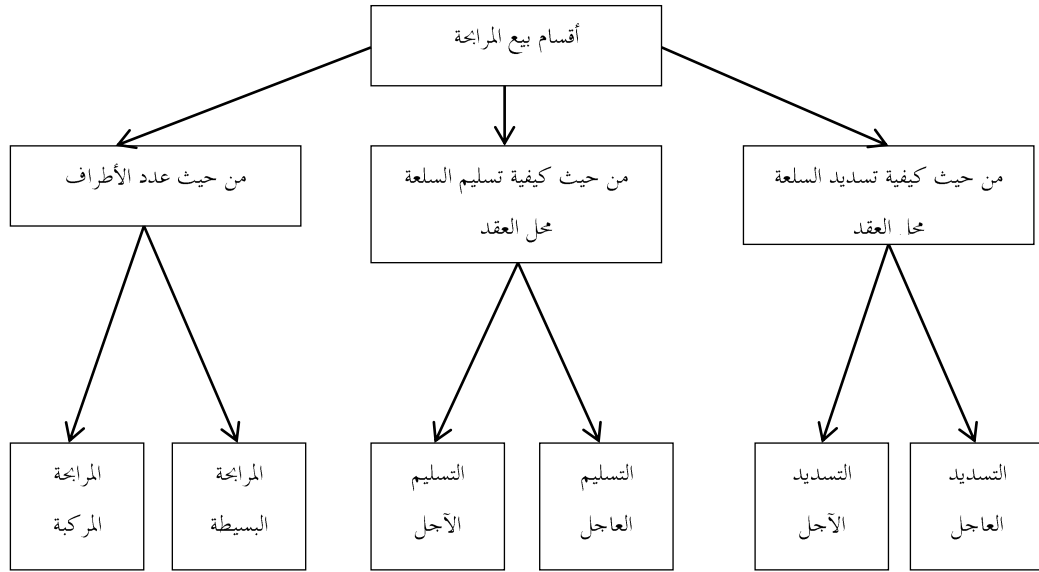 أقسام بيع المرابحة
من حيث كيفية تسديد السلعة
محل العقد
من حيث كيفية تسليم السلعة
محل العقد
من حيث عدد الأطراف
التسديد
العاجل
التسديد
الآجل
التسليم
العاجل
التسليم
الآجل
المرابحة
البسيطة
المرابحة
المركبة